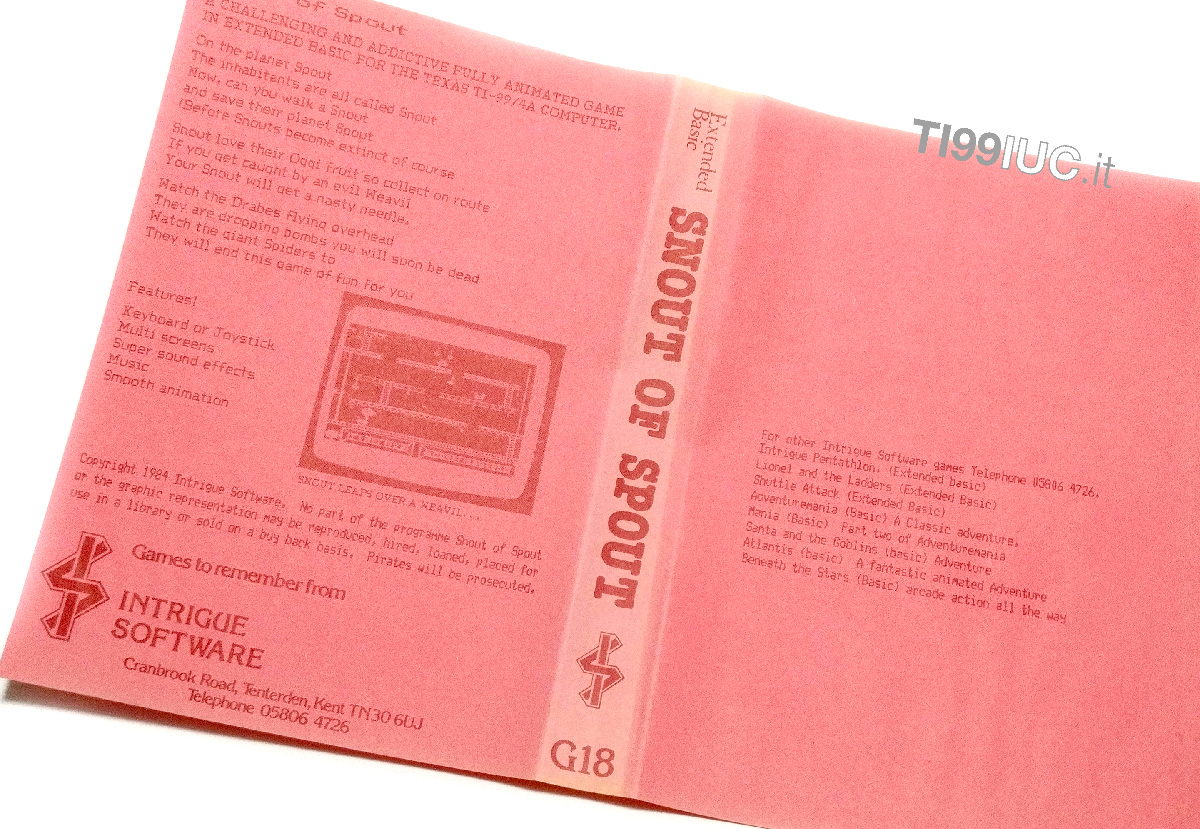 of Spout
A CHALLENGING AND ADDICTIVE FULLY ANIMATED GAME
IN EXTENDED BASIC FOR THE TEXAS TI-99/4A COMPUTER.
On the planet Spout
The inhabitants are all called Snout
Now, can you walk a Snout
and save their planet Spout
(Before Snouts become extinct of course
Snout love their Oggi Fruit so collect on route
If you get caught by an evil Weavil
Your Snout will get a nasty needle.
Watch the Drabes flying overhead
They are dropping bombs you will soon be dead
Watch the giant Spiders to
They will end this game of fun for you
Features!
Keyboard or Joystick
Multi screens
Super sound effects
Music
Smooth animation
SNOUT LEAPS OVER A WEAVIL...
Copyright 1984 Intrigue Software. No part of the programme Snout of Spout
or the graphic representation may be reproduced, hired, loaned, placed for
use in a library or sold on a buy back basis. Pirates will be prosecuted.
Games to remember from
INTRIGUE
SOFTWARE
Cranbrook Road, Tenterden, Kent TN30 6UJ
Telephone 05806 4726
Extended
Basic
SNOUT OF SPOUT
G18
TI99IUC.it
For other Intrigue Software games Telephone 05806 4726.
Intrigue Pentathlon. (Extended basic)
Lionel and the Ladders (Extended Basic)
Shuttle Attack (Extended Basic)
Adventuremania (Basic) A Classic adventure.
Mania (Basic) Part two of Adventuremania
Santa and the Goblins (basic) Adventure
Atlantis (basic) A fantastic animated Adventure
Beneath the Stars (Basic) arcade action all the way